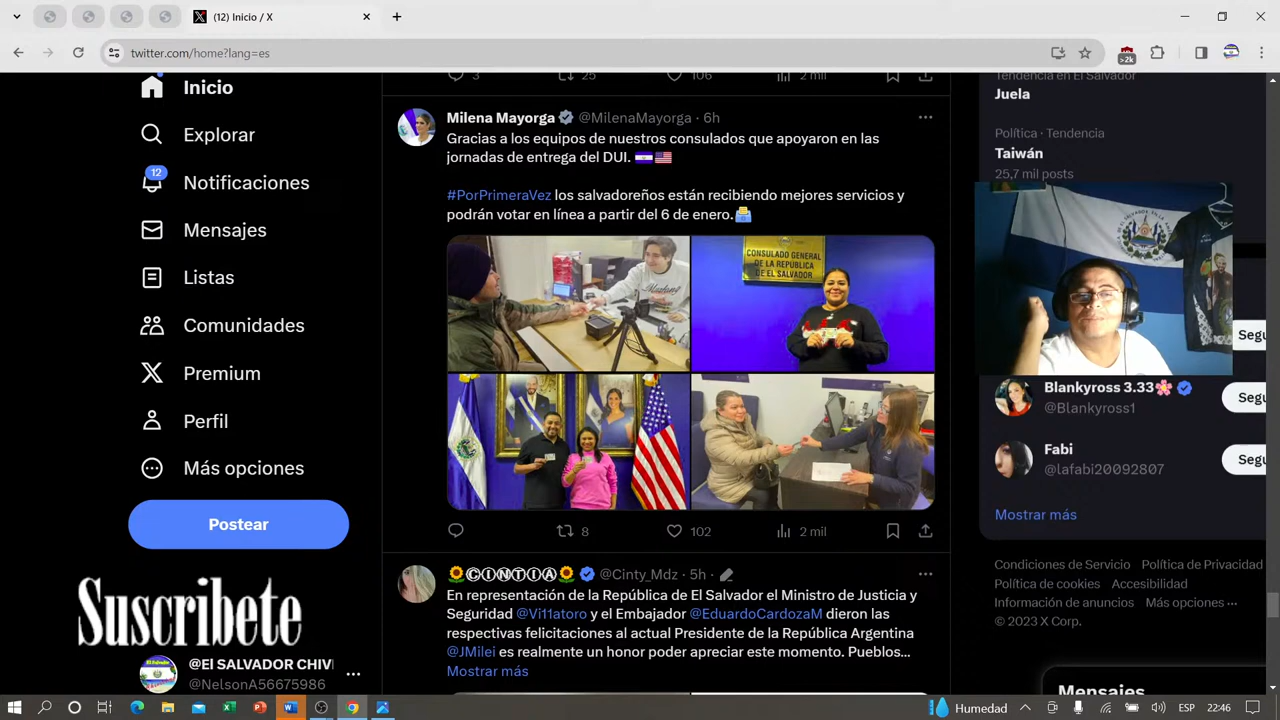 (12) Inicio / X
twitter.com/home?lang=es
>2k
Inicio
Explorar
12
Notificaciones
Mensajes
Listas
Comunidades
Premium
Perfil
Más opciones
Postear
Suscribete
@El SALVADOR CHIV
@NelsonA56675986
3
25
106
2 mil
Milena Mayorga @MilenaMayorga · 6h
Gracias a los equipos de nuestros consulados que apoyaron en las
jornadas de entrega del DUI.
#PorPrimeraVez los salvadoreños están recibiendo mejores servicios y
podrán votar en línea a partir del 6 de enero.
CONSULADO GENERAL
DE LA REPÚBLICA
DE EL SALVADOR
8
102
2 mil
🌻ⒸⒾⓃⓉⒾⒶ🌻 @Cinty_Mdz · 5h
En representación de la República de El Salvador el Ministro de Justicia y
Seguridad @Vi11atoro y el Embajador @EduardoCardozaM dieron las
respectivas felicitaciones al actual Presidente de la República Argentina
@JMilei es realmente un honor poder apreciar este momento. Pueblos...
Mostrar más
Tendencia en El Salvador
Juela
Política · Tendencia
Taiwán
25,7 mil posts
Segu
Blankyross 3.33🌸
@Blankyross1
Segu
Fabi
@lafabi20092807
Segu
Mostrar más
Condiciones de Servicio Política de Privacidad
Política de cookies Accesibilidad
Información de anuncios Más opciones ···
© 2023 X Corp.
Mensajes
Humedad
ESP
22:46